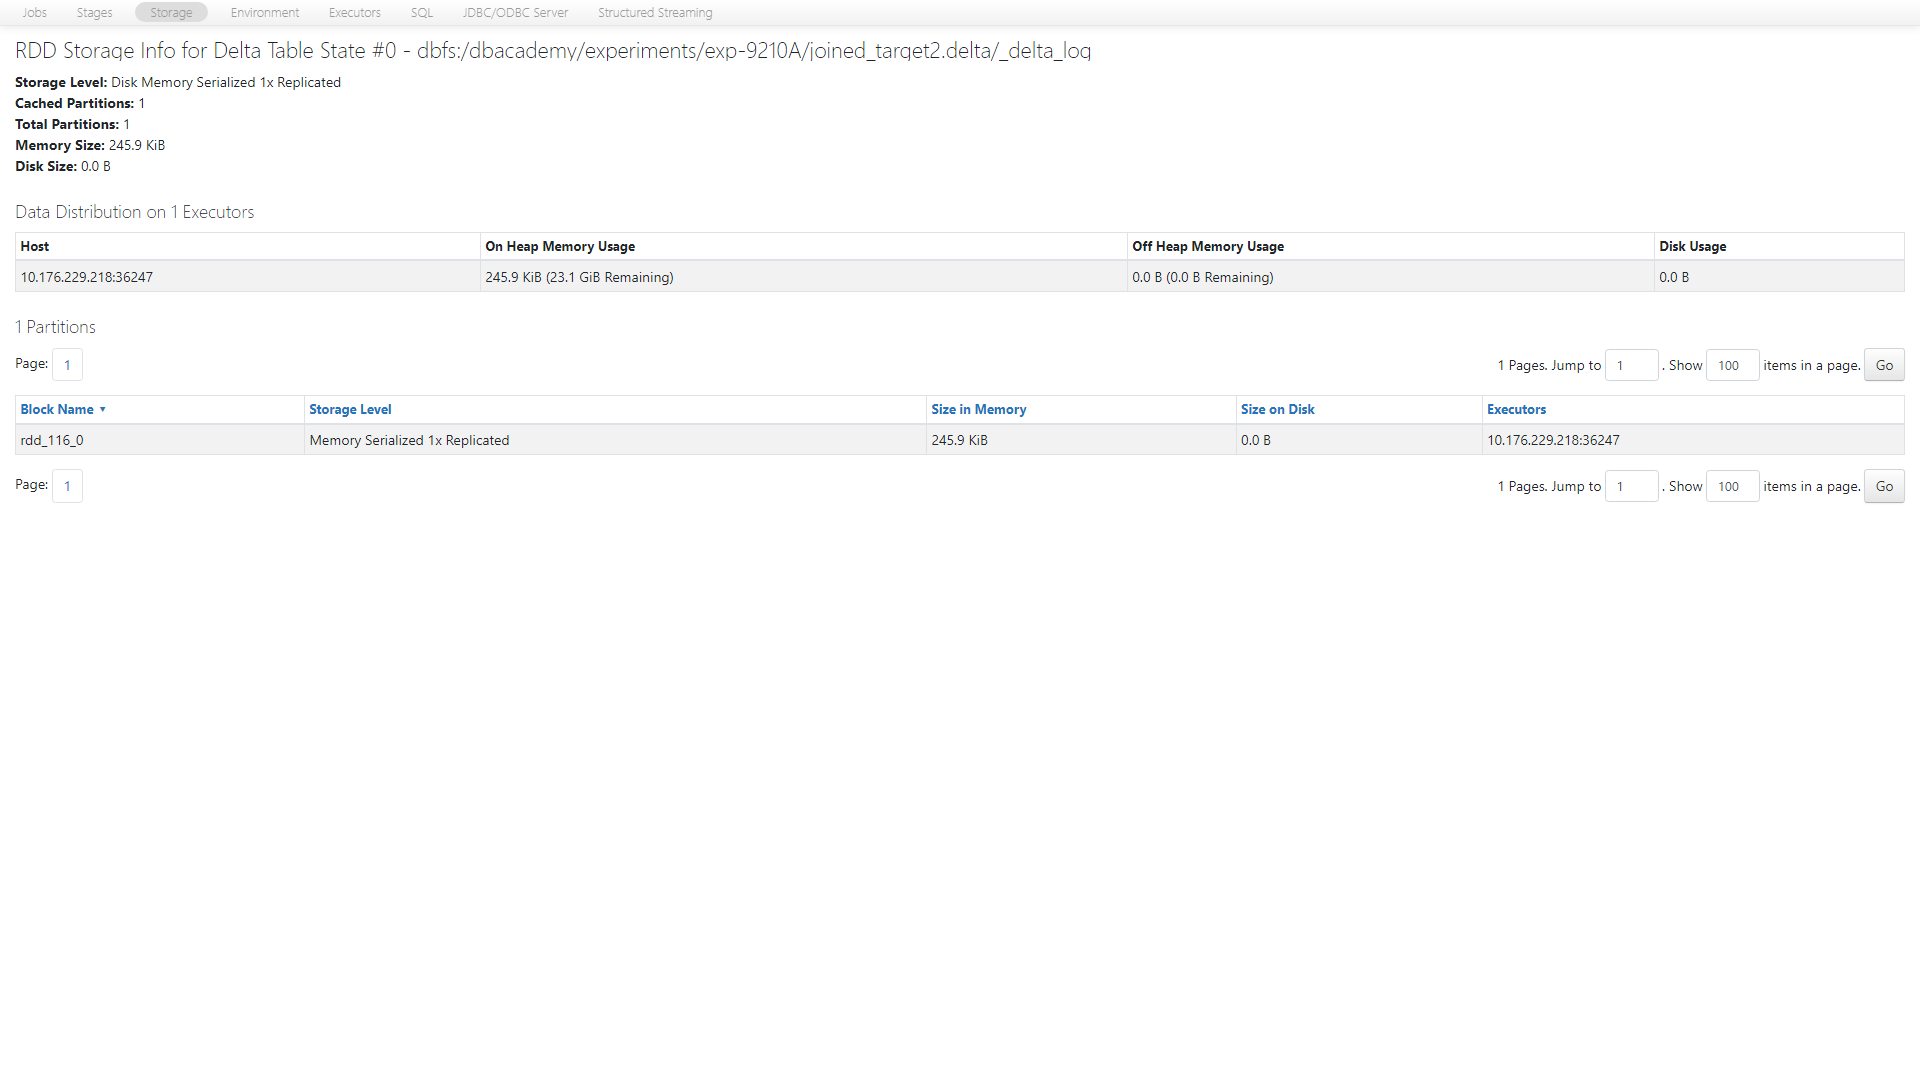 Jobs Stages Storage Environment Executors SQL JDBC/ODBC Server Structured Streaming
RDD Storage Info for Delta Table State #0 - dbfs:/dbacademy/experiments/exp-9210A/joined_target2.delta/_delta_log
Storage Level: Disk Memory Serialized 1x Replicated
Cached Partitions: 1
Total Partitions: 1
Memory Size: 245.9 KiB
Disk Size: 0.0 B
Data Distribution on 1 Executors
Host On Heap Memory Usage Off Heap Memory Usage Disk Usage
10.176.229.218:36247 245.9 KiB (23.1 GiB Remaining) 0.0 B (0.0 B Remaining) 0.0 B
1 Partitions
Page: 1 1 Pages. Jump to 1 . Show 100 items in a page. Go
Block Name ▾ Storage Level Size in Memory Size on Disk Executors
rdd_116_0 Memory Serialized 1x Replicated 245.9 KiB 0.0 B 10.176.229.218:36247
Page: 1 1 Pages. Jump to 1 . Show 100 items in a page. Go